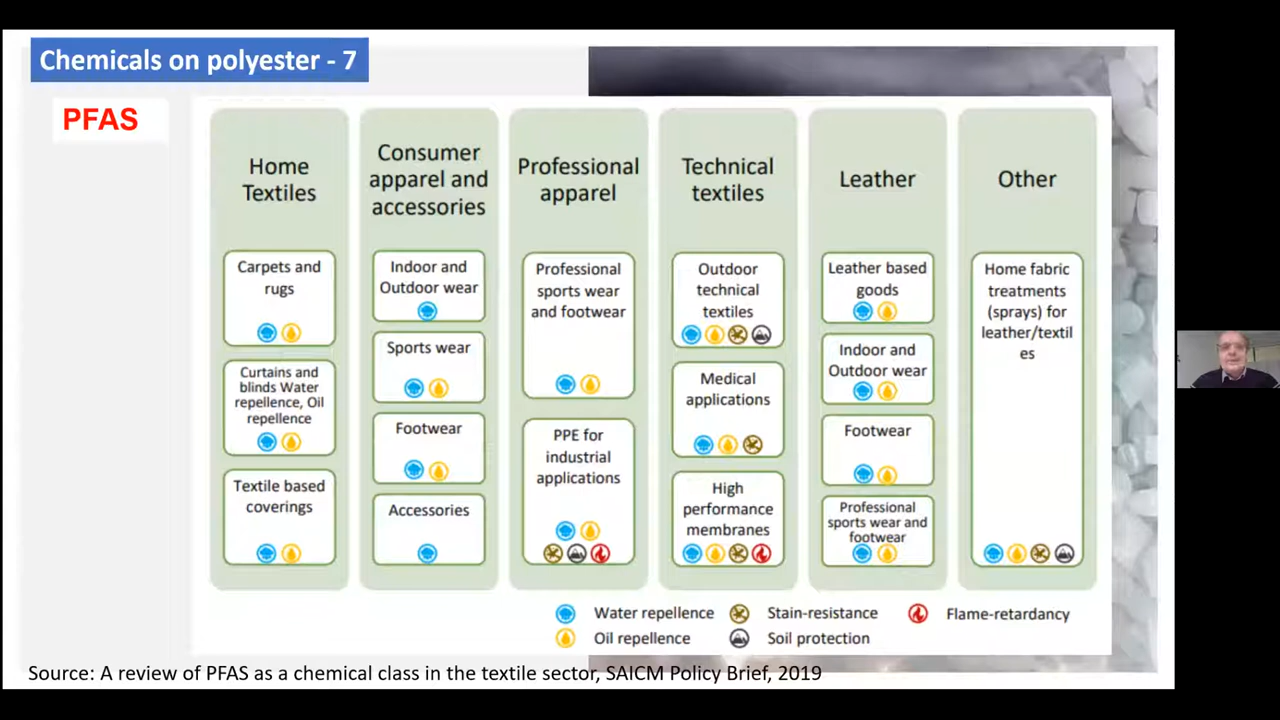 Chemicals on polyester - 7
PFAS
Home
Textiles
Carpets and
rugs
Curtains and
blinds Water
repellence, Oil
repellence
Textile based
coverings
Consumer
apparel and
accessories
Indoor and
Outdoor wear
Sports wear
Footwear
Accessories
Professional
apparel
Professional
sports wear
and footwear
PPE for
industrial
applications
Technical
textiles
Outdoor
technical
textiles
Medical
applications
High
performance
membranes
Leather
Leather based
goods
Indoor and
Outdoor wear
Footwear
Professional
sports wear and
footwear
Other
Home fabric
treatments
(sprays) for
leather/textil
es
Water repellence
Stain-resistance
Flame-retardancy
Oil repellence
Soil protection
Source: A review of PFAS as a chemical class in the textile sector, SAICM Policy Brief, 2019